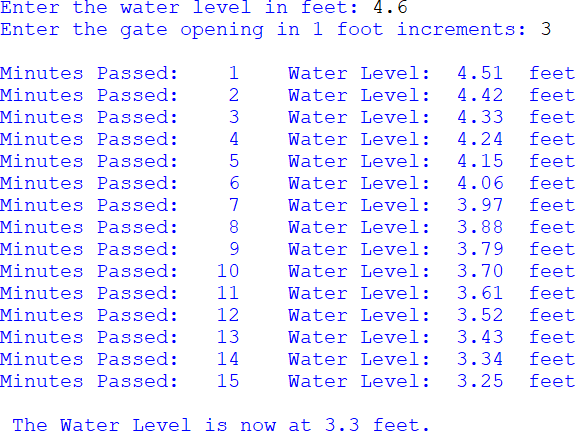 Enter the water level in feet: 4.6
Enter the gate opening in 1 foot increments: 3
Minutes Passed: 1 Water Level: 4.51 feet
Minutes Passed: 2 Water Level: 4.42 feet
Minutes Passed: 3 Water Level: 4.33 feet
Minutes Passed: 4 Water Level: 4.24 feet
Minutes Passed: 5 Water Level: 4.15 feet
Minutes Passed: 6 Water Level: 4.06 feet
Minutes Passed: 7 Water Level: 3.97 feet
Minutes Passed: 8 Water Level: 3.88 feet
Minutes Passed: 9 Water Level: 3.79 feet
Minutes Passed: 10 Water Level: 3.70 feet
Minutes Passed: 11 Water Level: 3.61 feet
Minutes Passed: 12 Water Level: 3.52 feet
Minutes Passed: 13 Water Level: 3.43 feet
Minutes Passed: 14 Water Level: 3.34 feet
Minutes Passed: 15 Water Level: 3.25 feet
The Water Level is now at 3.3 feet.